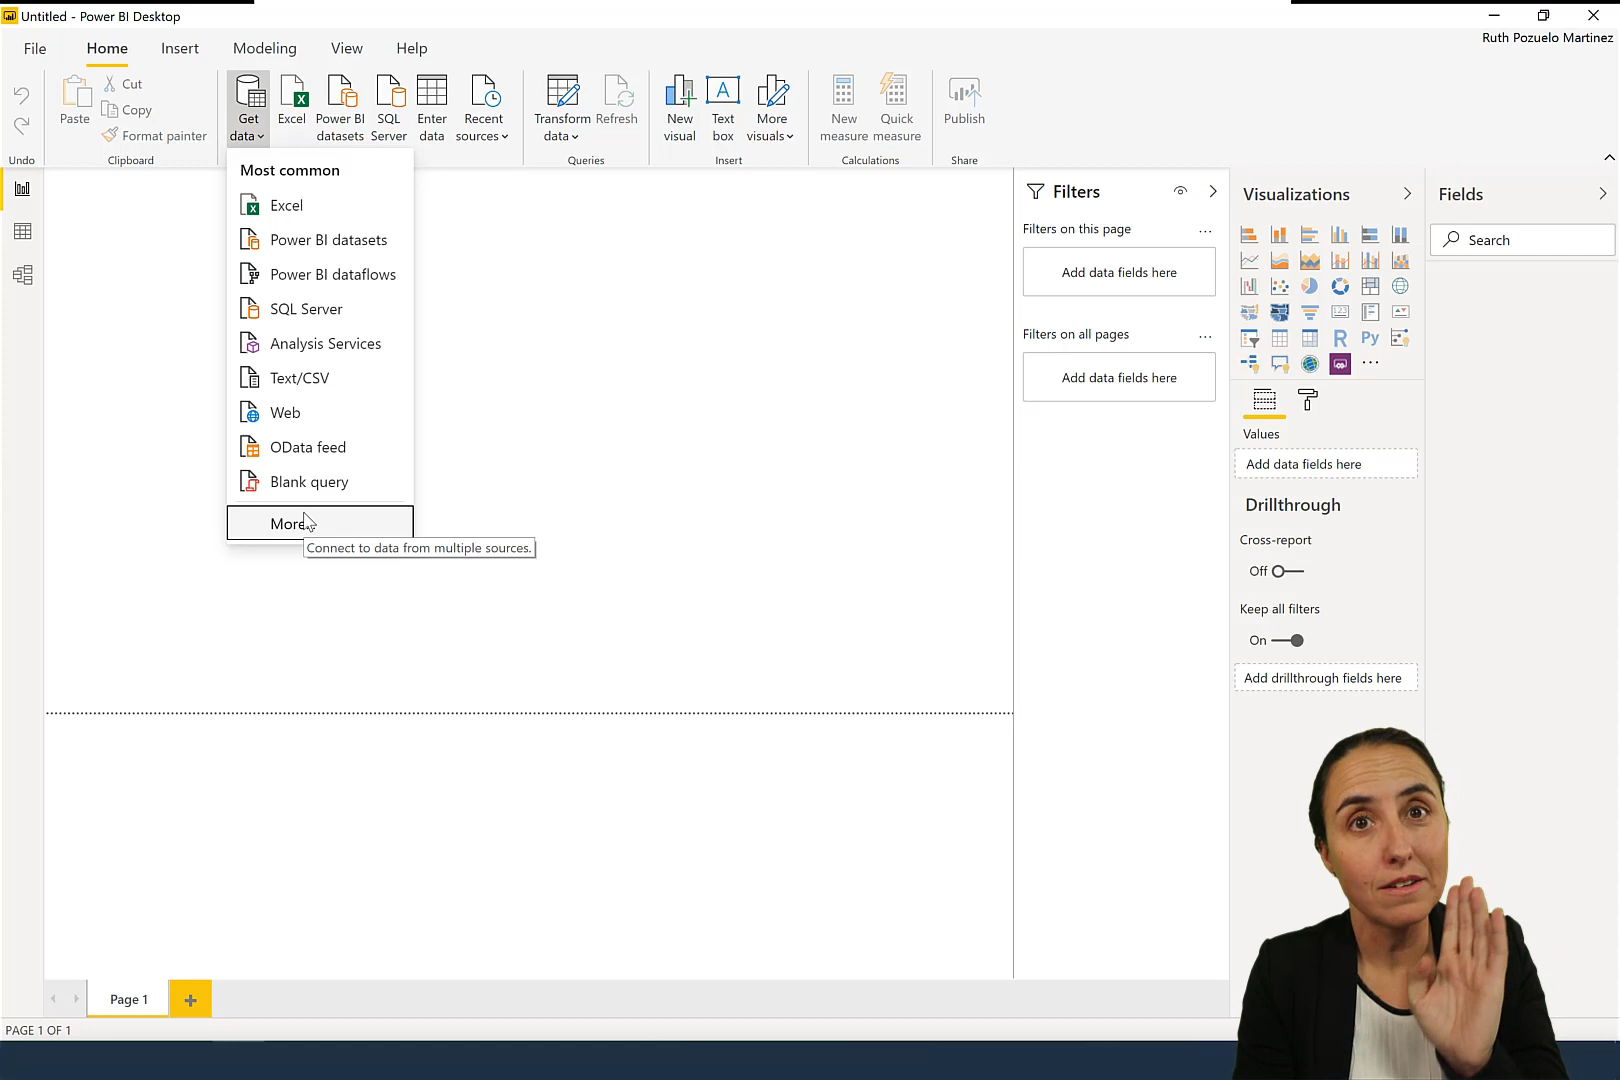 Untitled - Power BI Desktop
Ruth Pozuelo Martinez
File Home Insert Modeling View Help
Paste
Cut
Copy
Format painter
Get data
Excel
Power BI datasets
SQL Server
Enter data
Recent sources
Transform data
Refresh
New visual
A
Text box
More visuals
New measure
Quick measure
Publish
Undo
Clipboard
Queries
Insert
Calculations
Share
Most common
Excel
Power BI datasets
Power BI dataflows
SQL Server
Analysis Services
Text/CSV
Web
OData feed
Blank query
More
Connect to data from multiple sources.
Filters
Filters on this page
...
Add data fields here
Filters on all pages
...
Add data fields here
Visualizations
123
R
Py
...
Values
Add data fields here
Drillthrough
Cross-report
Off
Keep all filters
On
Add drillthrough fields here
Fields
Search
Page 1
+
PAGE 1 OF 1